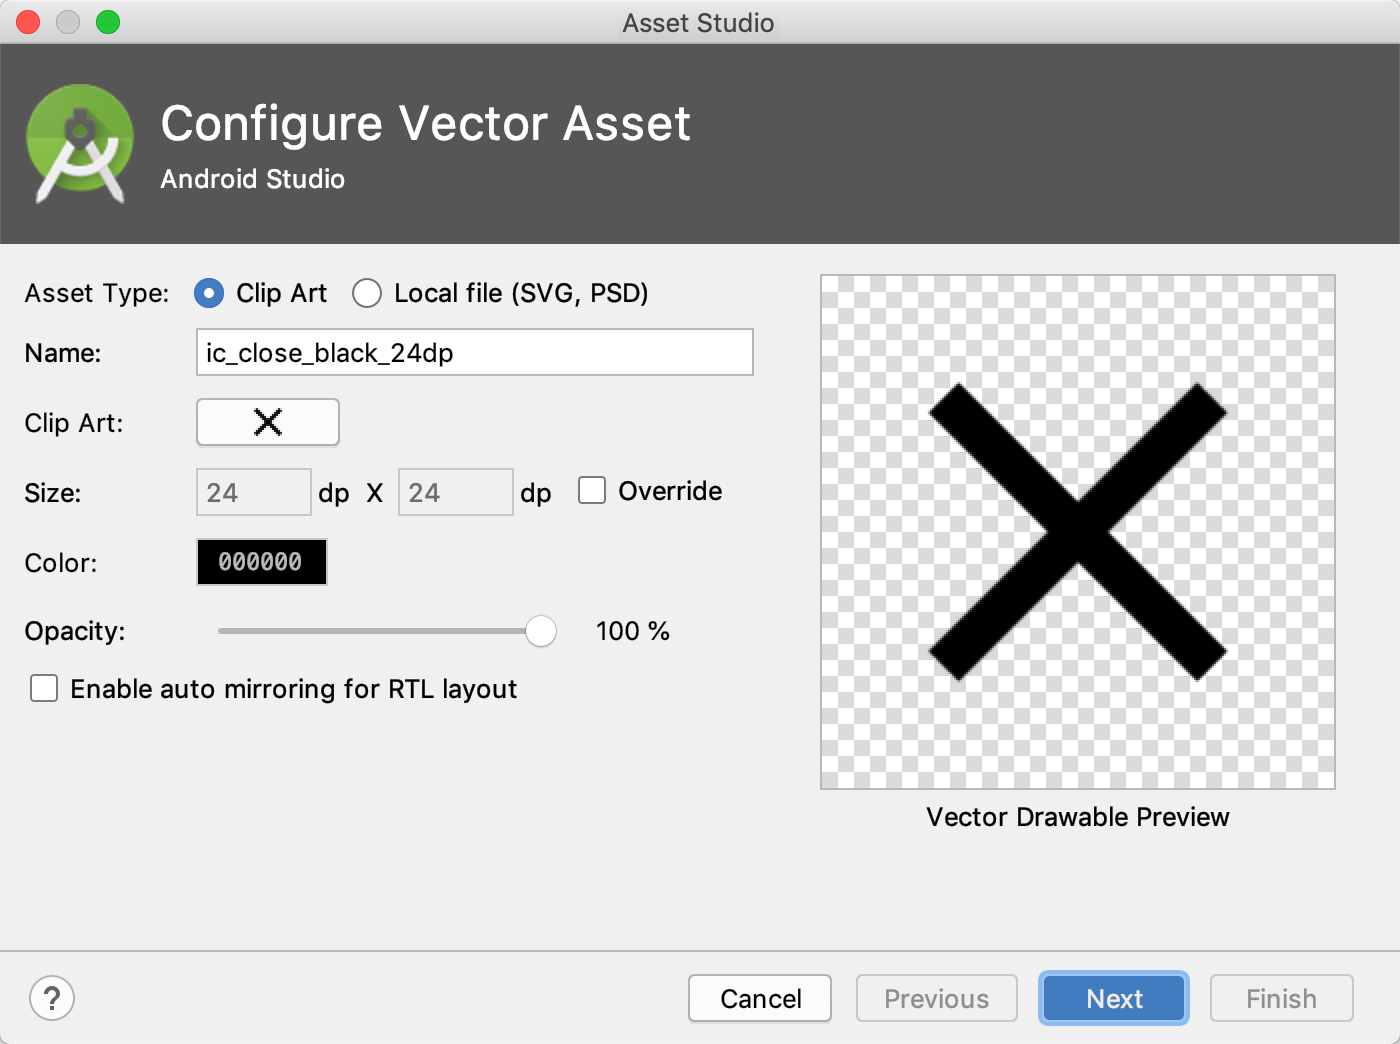 Asset Studio
Configure Vector Asset
Android Studio
Asset Type: Clip Art Local file (SVG, PSD)
Name: ic_close_black_24dp
Clip Art:
Size: 24 dp X 24 dp Override
Color: 000000
Opacity: 100 %
Enable auto mirroring for RTL layout
Vector Drawable Preview
? Cancel Previous Next Finish